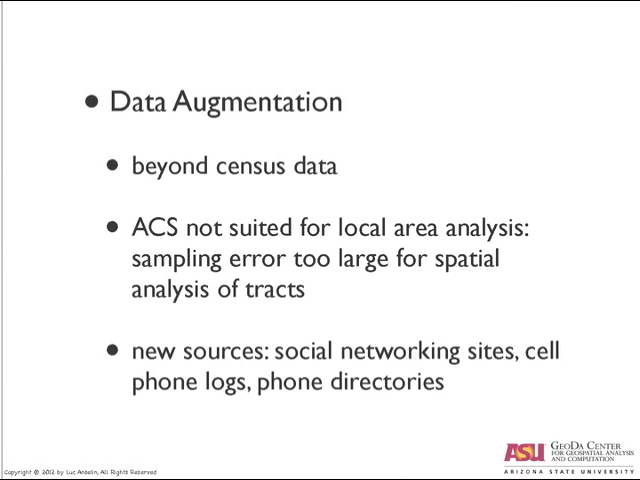 • Data Augmentation
• beyond census data
• ACS not suited for local area analysis:
sampling error too large for spatial
analysis of tracts
• new sources: social networking sites, cell
phone logs, phone directories
ASU GEODA CENTER
FOR GEOSPATIAL ANALYSIS
AND COMPUTATION
ARIZONA STATE UNIVERSITY
Copyright © 2012 by Luc Anselin, All Rights Reserved